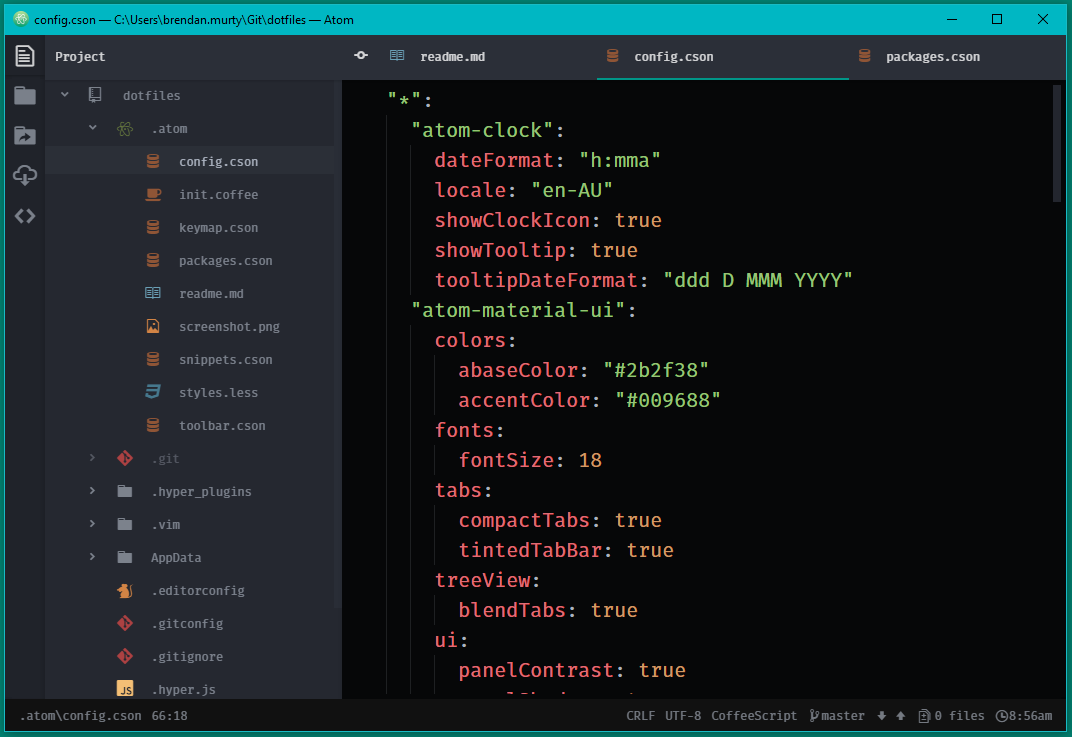 config.cson — C:\Users\brendan.murty\Git\dotfiles — Atom
Project
readme.md
config.cson
packages.cson
dotfiles
.atom
config.cson
init.coffee
keymap.cson
packages.cson
readme.md
screenshot.png
snippets.cson
styles.less
toolbar.cson
.git
.hyper_plugins
.vim
AppData
.editorconfig
.gitconfig
.gitignore
JS .hyper.js
"*":
"atom-clock":
dateFormat: "h:mma"
locale: "en-AU"
showClockIcon: true
showTooltip: true
tooltipDateFormat: "ddd D MMM YYYY"
"atom-material-ui":
colors:
abaseColor: "#2b2f38"
accentColor: "#009688"
fonts:
fontSize: 18
tabs:
compactTabs: true
tintedTabBar: true
treeView:
blendTabs: true
ui:
panelContrast: true
.atom\config.cson 66:18
CRLF UTF-8 CoffeeScript master 0 files 8:56am